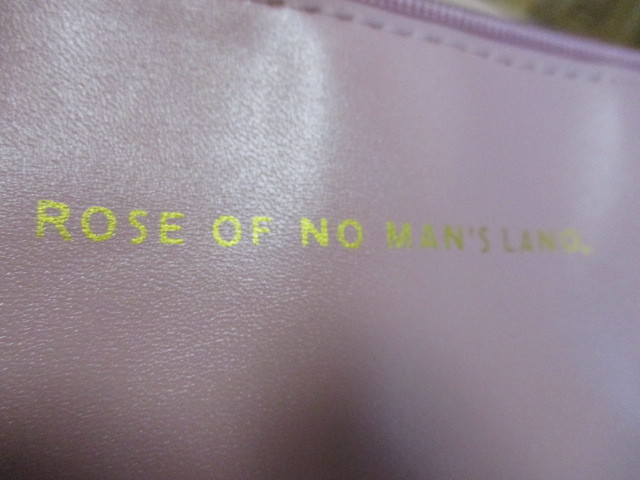 ROSE OF NO MAN'S LAND.